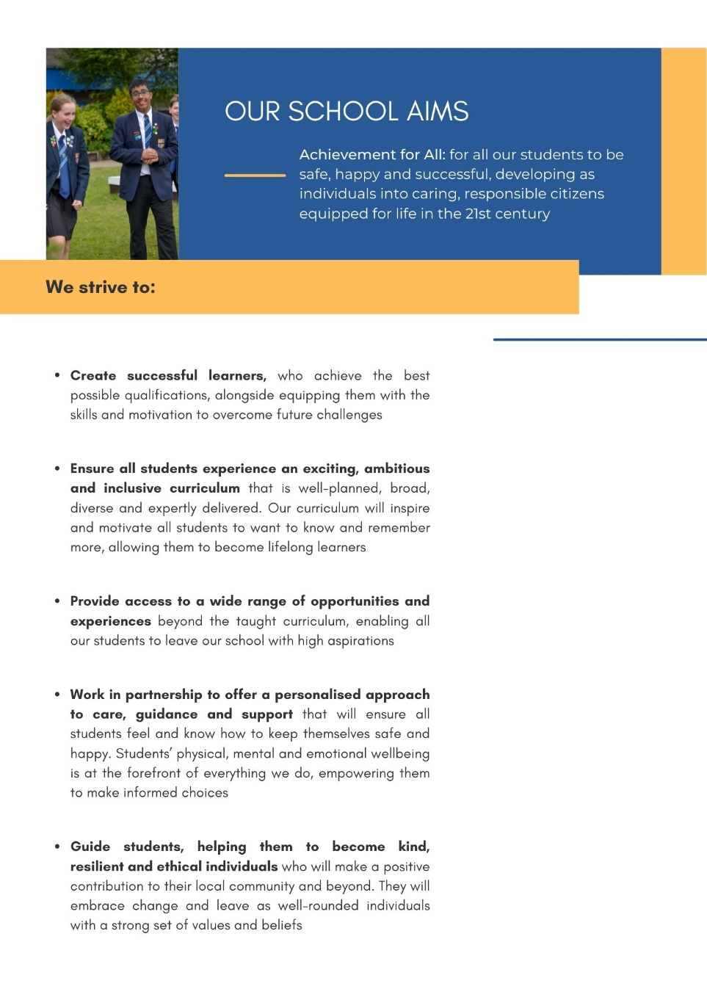 OUR SCHOOL AIMS
Achievement for All: for all our students to be
safe, happy and successful, developing as
individuals into caring, responsible citizens
equipped for life in the 21st century
We strive to:
• Create successful learners, who achieve the best
possible qualifications, alongside equipping them with the
skills and motivation to overcome future challenges
• Ensure all students experience an exciting, ambitious
and inclusive curriculum that is well-planned, broad,
diverse and expertly delivered. Our curriculum will inspire
and motivate all students to want to know and remember
more, allowing them to become lifelong learners
• Provide access to a wide range of opportunities and
experiences beyond the taught curriculum, enabling all
our students to leave our school with high aspirations
• Work in partnership to offer a personalised approach
to care, guidance and support that will ensure all
students feel and know how to keep themselves safe and
happy. Students’ physical, mental and emotional wellbeing
is at the forefront of everything we do, empowering them
to make informed choices
• Guide students, helping them to become kind,
resilient and ethical individuals who will make a positive
contribution to their local community and beyond. They will
embrace change and leave as well-rounded individuals
with a strong set of values and beliefs